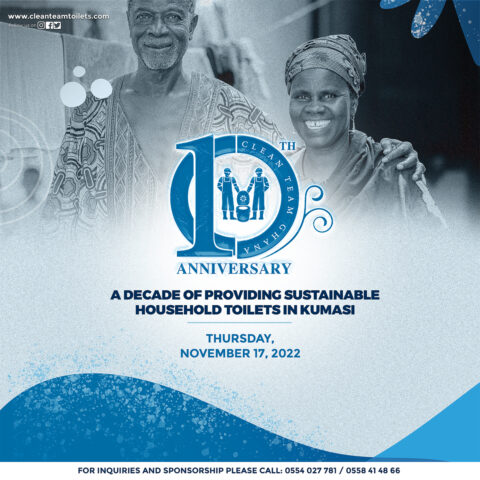 www.cleanteamtoilets.com
10TH
CLEAN TEAM GHANA
ANNIVERSARY
A DECADE OF PROVIDING SUSTAINABLE
HOUSEHOLD TOILETS IN KUMASI
THURSDAY,
NOVEMBER 17, 2022
FOR INQUIRIES AND SPONSORSHIP PLEASE CALL: 0554 027 781 / 0558 41 48 66